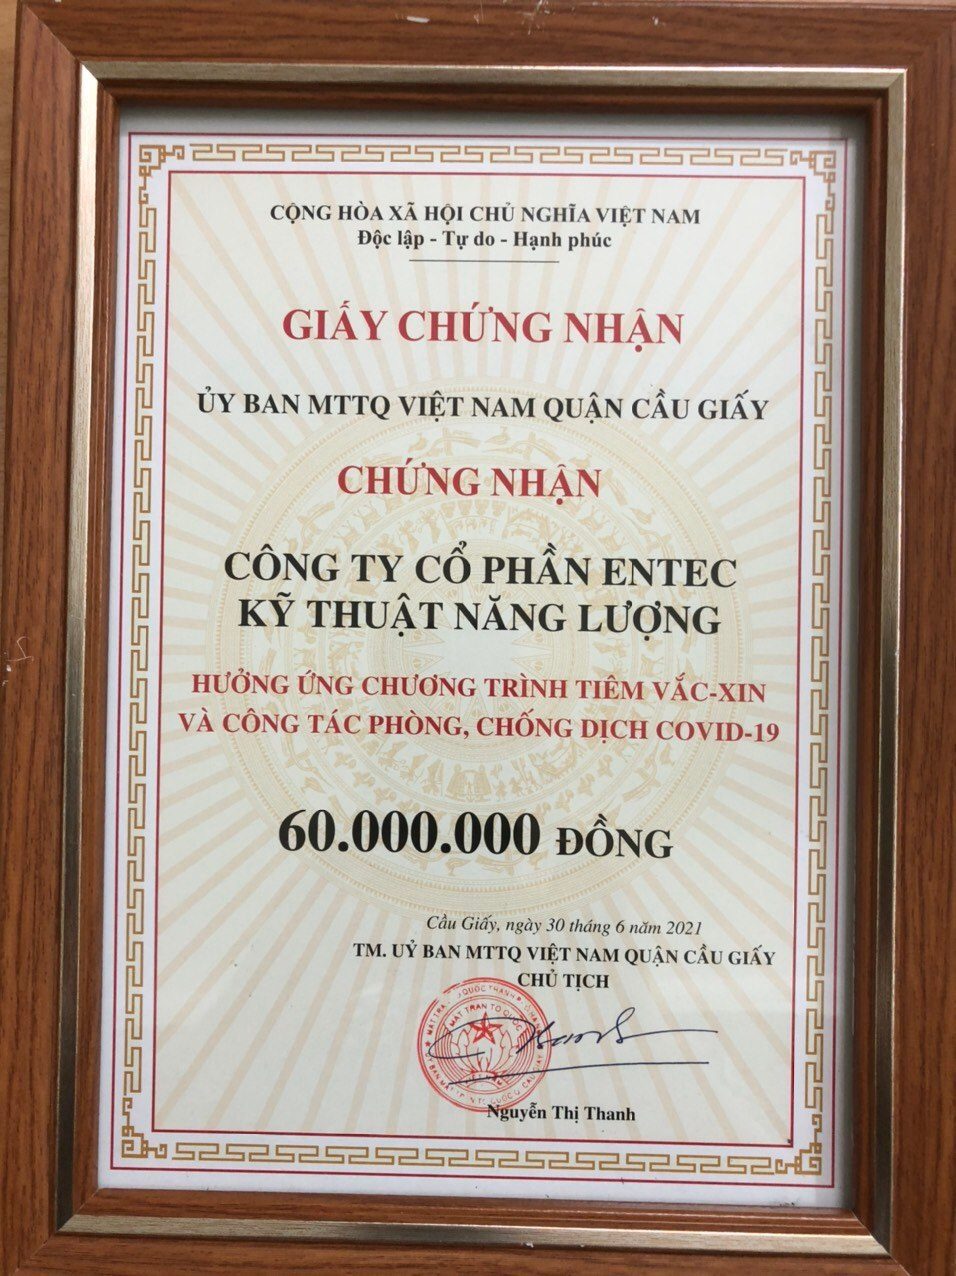 CỘNG HÒA XÃ HỘI CHỦ NGHĨA VIỆT NAM
Độc lập - Tự do - Hạnh phúc
GIẤY CHỨNG NHẬN
ỦY BAN MTTQ VIỆT NAM QUẬN CẦU GIẤY
CHỨNG NHẬN
CÔNG TY CỔ PHẦN ENTEC
KỸ THUẬT NĂNG LƯỢNG
HƯỞNG ỨNG CHƯƠNG TRÌNH TIÊM VẮC-XIN
VÀ CÔNG TÁC PHÒNG, CHỐNG DỊCH COVID-19
60.000.000 ĐỒNG
Cầu Giấy, ngày 30 tháng 6 năm 2021
TM. UỶ BAN MTTQ VIỆT NAM QUẬN CẦU GIẤY
CHỦ TỊCH
Nguyễn Thị Thanh